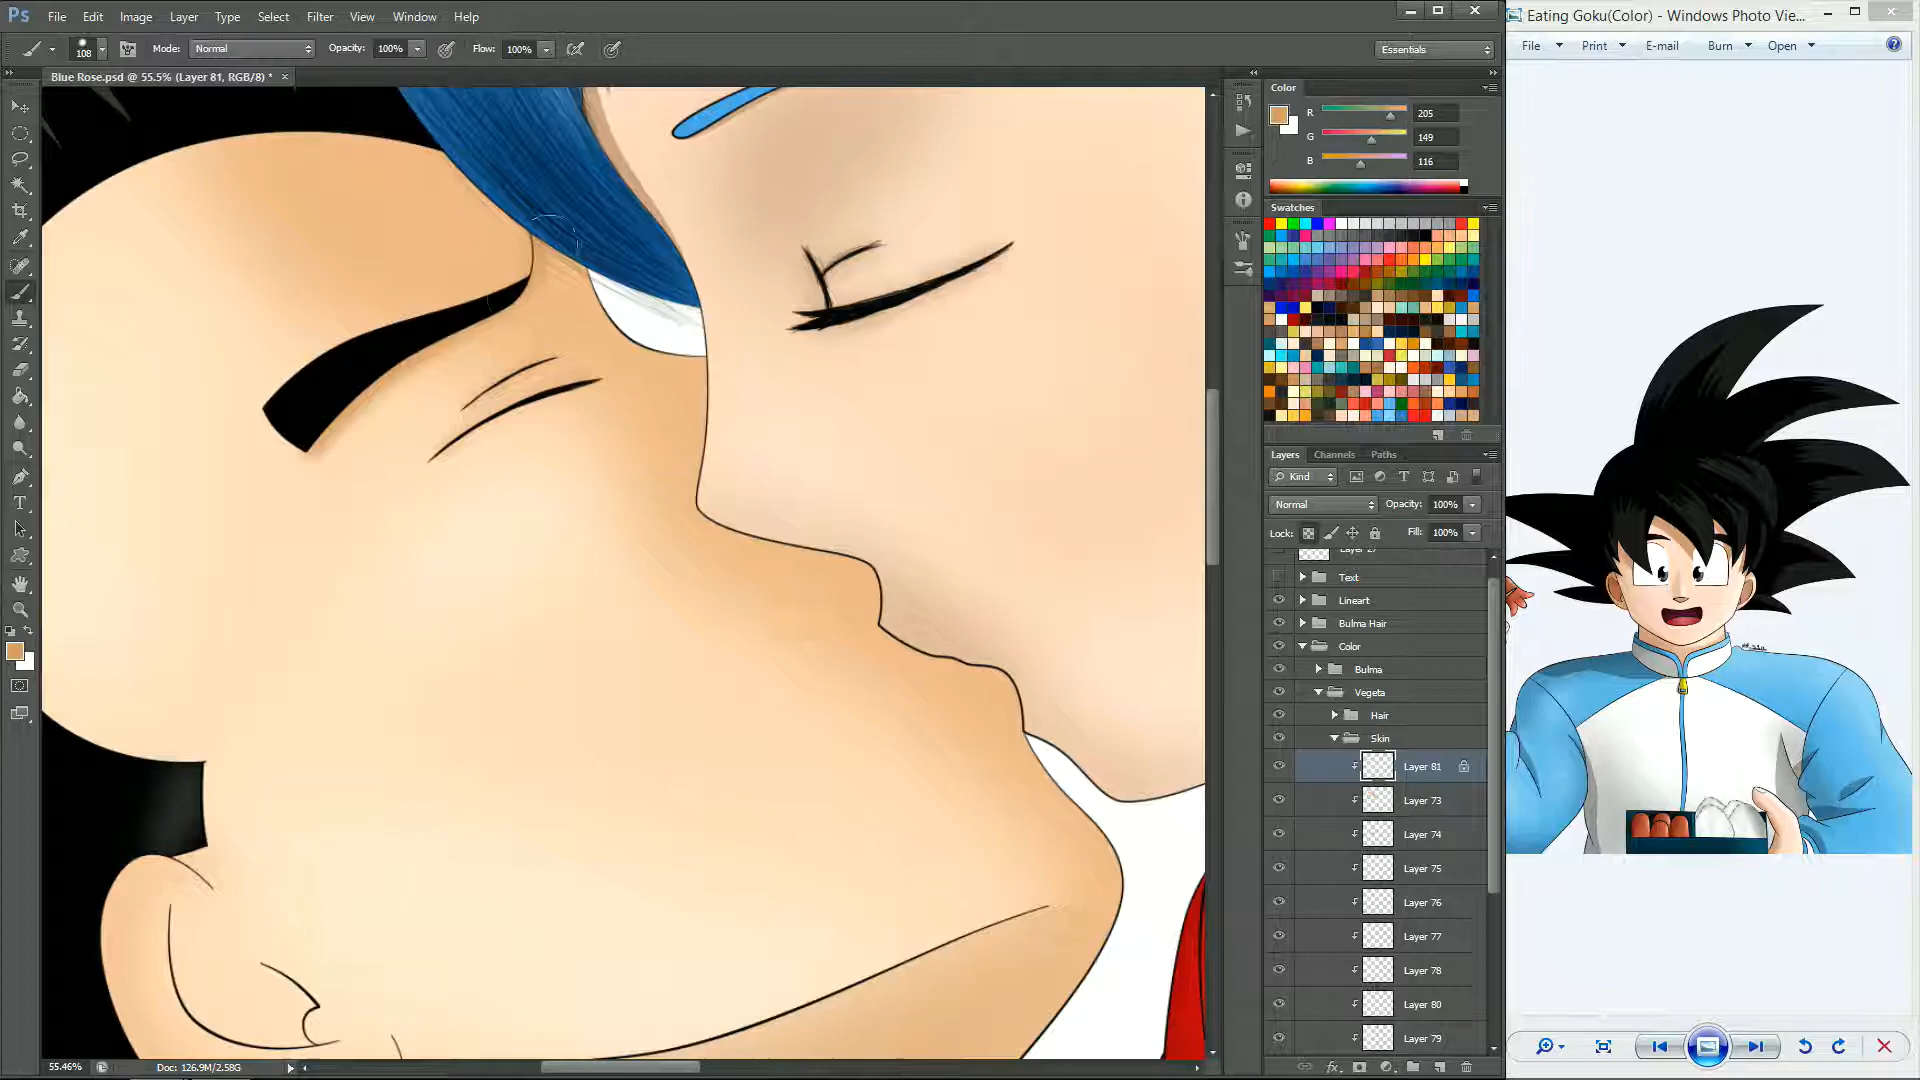 Ps File Edit Image Layer Type Select Filter View Window Help
Eating Goku(Color) - Windows Photo Vie...
108 Mode: Normal Opacity: 100% Flow: 100% Essentials
File Print E-mail Burn Open
Blue Rose.psd @ 55.5% (Layer 81, RGB/8) *
Color
R 205
G 149
B 116
Swatches
Layers Channels Paths
Kind
Normal Opacity: 100%
Lock: Fill: 100%
Layer 27
Text
Lineart
Bulma Hair
Color
Bulma
Vegeta
Hair
Skin
Layer 81
Layer 73
Layer 74
Layer 75
Layer 76
Layer 77
Layer 78
Layer 80
Layer 79
55.46% Doc: 126.9M/2.58G
fx